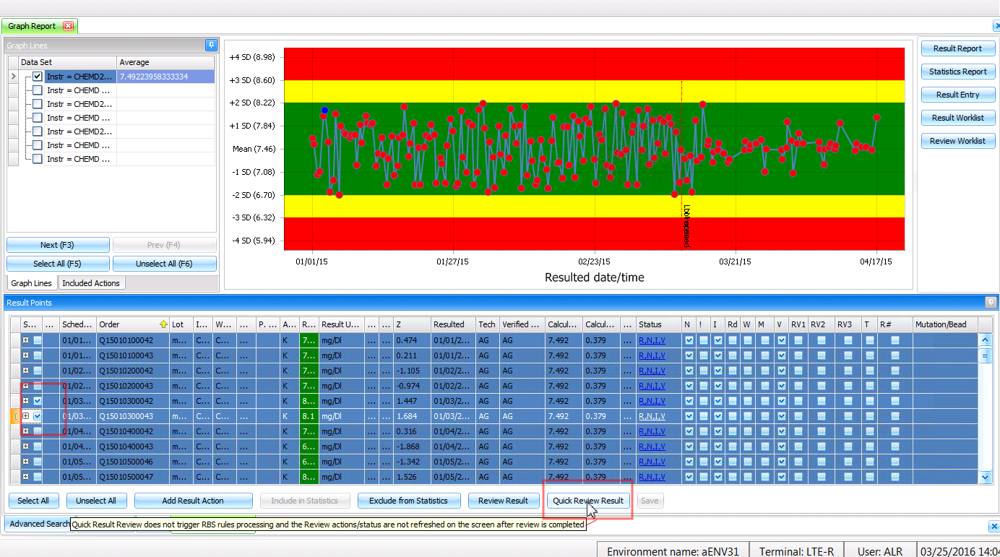 Graph Report
Graph Lines
Data Set Average
Instr = CHEMD2... 7.49223958333334
Instr = CHEMD ...
Instr = CHEMD2...
Instr = CHEMD ...
Instr = CHEMD2...
Instr = CHEMD ...
Instr = CHEMD ...
Next (F3) Prev (F4)
Select All (F5) Unselect All (F6)
Graph Lines Included Actions
+4 SD (8.98)
+3 SD (8.60)
+2 SD (8.22)
+1 SD (7.84)
Mean (7.46)
-1 SD (7.08)
-2 SD (6.70)
-3 SD (6.32)
-4 SD (5.94)
01/01/15 01/27/15 02/23/15 03/21/15 04/17/15
Resulted date/time
Result Report
Statistics Report
Result Entry
Result Worklist
Review Worklist
Result Points
S... ... Sched... Order Lot I... W... ... P. ... A... R... Result U... ... ... Z Resulted Tech Verified ... Calcul... Calcul... ... Status N ! I Rd W M V RV1 RV2 RV3 T R# Mutation/Bead
01/01... Q15010100042 m... C... C... ... K 7... mg/Dl ... ... 0.474 01/01/2... AG AG 7.492 0.379 ... R,N,I,V
01/01... Q15010100043 m... C... C... ... K 7... mg/Dl ... ... 0.211 01/01/2... AG AG 7.492 0.379 ... R,N,I,V
01/02... Q15010200042 m... C... C... ... K 7... mg/Dl ... ... -1.105 01/02/2... AG AG 7.492 0.379 ... R,N,I,V
01/02... Q15010200043 m... C... C... ... K 7... mg/Dl ... ... -0.974 01/02/2... AG AG 7.492 0.379 ... R,N,I,V
01/03... Q15010300042 m... C... C... ... K 8... mg/Dl ... ... 1.447 01/03/2... AG AG 7.492 0.379 ... R,N,I,V
01/03... Q15010300043 m... C... C... ... K 8.1 mg/Dl ... ... 1.684 01/03/2... AG AG 7.492 0.379 ... R,N,I,V
01/04... Q15010400042 m... C... C... ... K 7... mg/Dl ... ... 0.316 01/04/2... AG AG 7.492 0.379 ... R,N,I,V
01/04... Q15010400043 m... C... C... ... K 6... mg/Dl ... ... -1.868 01/04/2... AG AG 7.492 0.379 ... R,N,I,V
01/05... Q15010500046 m... C... C... ... K 6... mg/Dl ... ... -1.342 01/05/2... AG AG 7.492 0.379 ... R,N,I,V
01/05... Q15010500047 m... C... C... ... K 8... mg/Dl ... ... 1.526 01/05/2... AG AG 7.492 0.379 ... R,N,I,V
Select All Unselect All Add Result Action Include in Statistics Exclude from Statistics Review Result Quick Review Result Save
Advanced Search
Quick Result Review does not trigger RBS rules processing and the Review actions/status are not refreshed on the screen after review is completed
Environment name: aENV31 Terminal: LTE-R User: ALR 03/25/2016 14:04